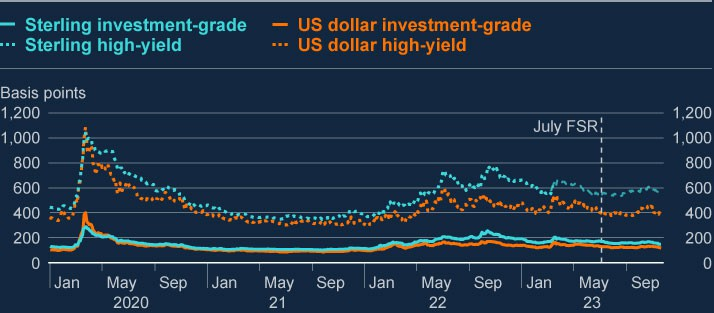 Sterling investment-grade US dollar investment-grade
Sterling high-yield US dollar high-yield
Basis points
1,200 1,200
July FSR
1,000 1,000
800 800
600 600
400 400
200 200
0 0
Jan May Sep Jan May Sep Jan May Sep Jan May Sep
2020 21 22 23